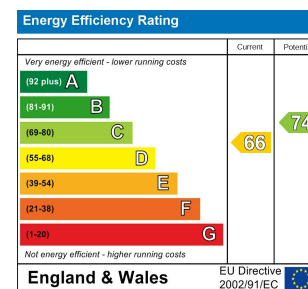 Energy Efficiency Rating
Current Potenti
Very energy efficient - lower running costs
(92 plus) A
(81-91) B
(69-80) C
74
(55-68) D
66
(39-54) E
(21-38) F
(1-20) G
Not energy efficient - higher running costs
England & Wales
EU Directive
2002/91/EC